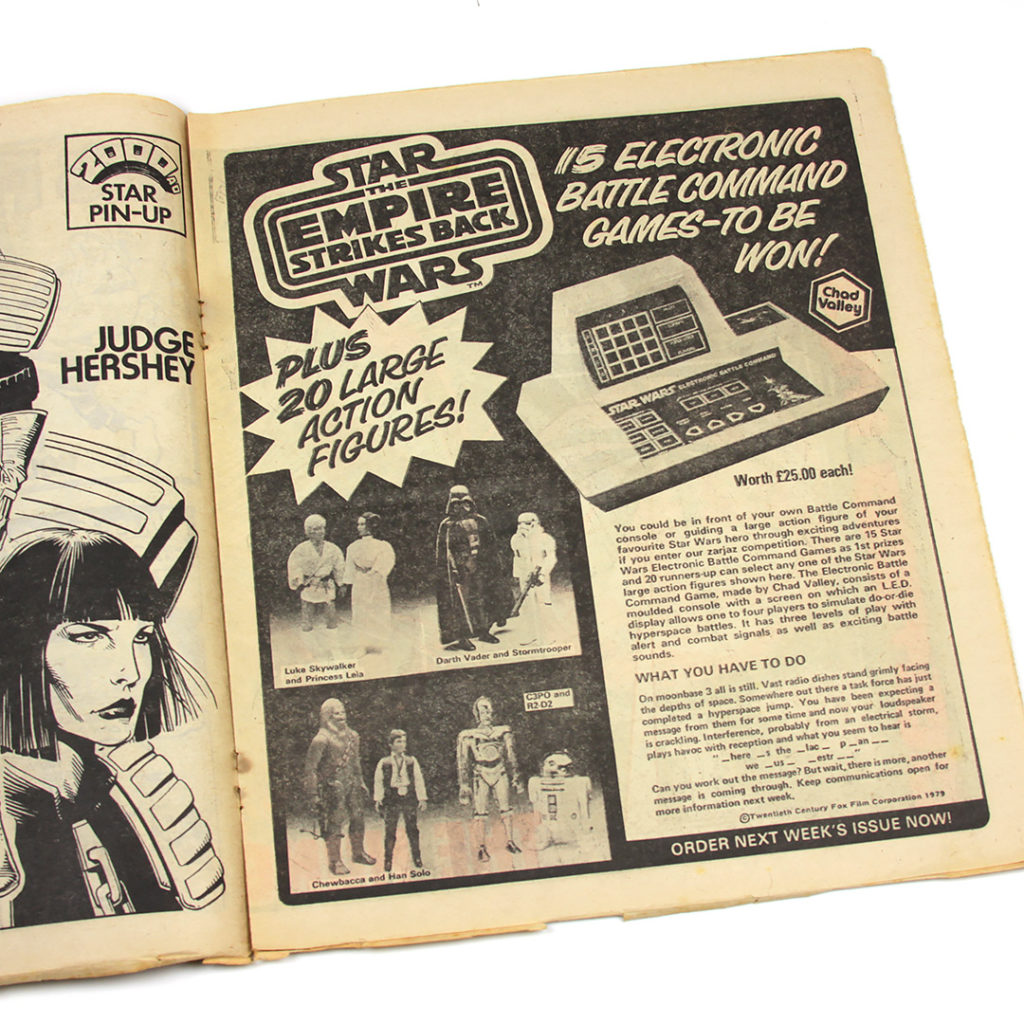 2000 AD
STAR
PIN-UP
JUDGE
HERSHEY
STAR
THE
EMPIRE
STRIKES BACK
WARS™
15 ELECTRONIC
BATTLE COMMAND
GAMES-TO BE
WON!
Chad
Valley
PLUS
20 LARGE
ACTION
FIGURES!
STAR WARS ELECTRONIC BATTLE COMMAND
Worth £25.00 each!
You could be in front of your own Battle Command
console or guiding a large action figure of your
favourite Star Wars hero through exciting adventures
if you enter our zarjaz competition. There are 15 Star
Wars Electronic Battle Command Games as 1st prizes
and 20 runners-up can select any one of the Star Wars
large action figures shown here. The Electronic Battle
Command Game, made by Chad Valley, consists of a
moulded console with a screen on which an L.E.D.
display allows one to four players to simulate do-or-die
hyperspace battles. It has three levels of play with
alert and combat signals as well as exciting battle
sounds.
WHAT YOU HAVE TO DO
On moonbase 3 all is still. Vast radio dishes stand grimly facing
the depths of space. Somewhere out there a task force has just
completed a hyperspace jump. You have been expecting a
message from them for some time and now your loudspeaker
is crackling. Interference, probably from an electrical storm,
plays havoc with reception and what you seem to hear is
"_here _s the _lac_ p_an__
we _us_ _estr__"
Can you work out the message? But wait, there is more, another
message is coming through. Keep communications open for
more information next week.
©Twentieth Century Fox Film Corporation 1979
ORDER NEXT WEEK'S ISSUE NOW!
Luke Skywalker
and Princess Leia
Darth Vader and Stormtrooper
C3PO and
R2-D2
Chewbacca and Han Solo